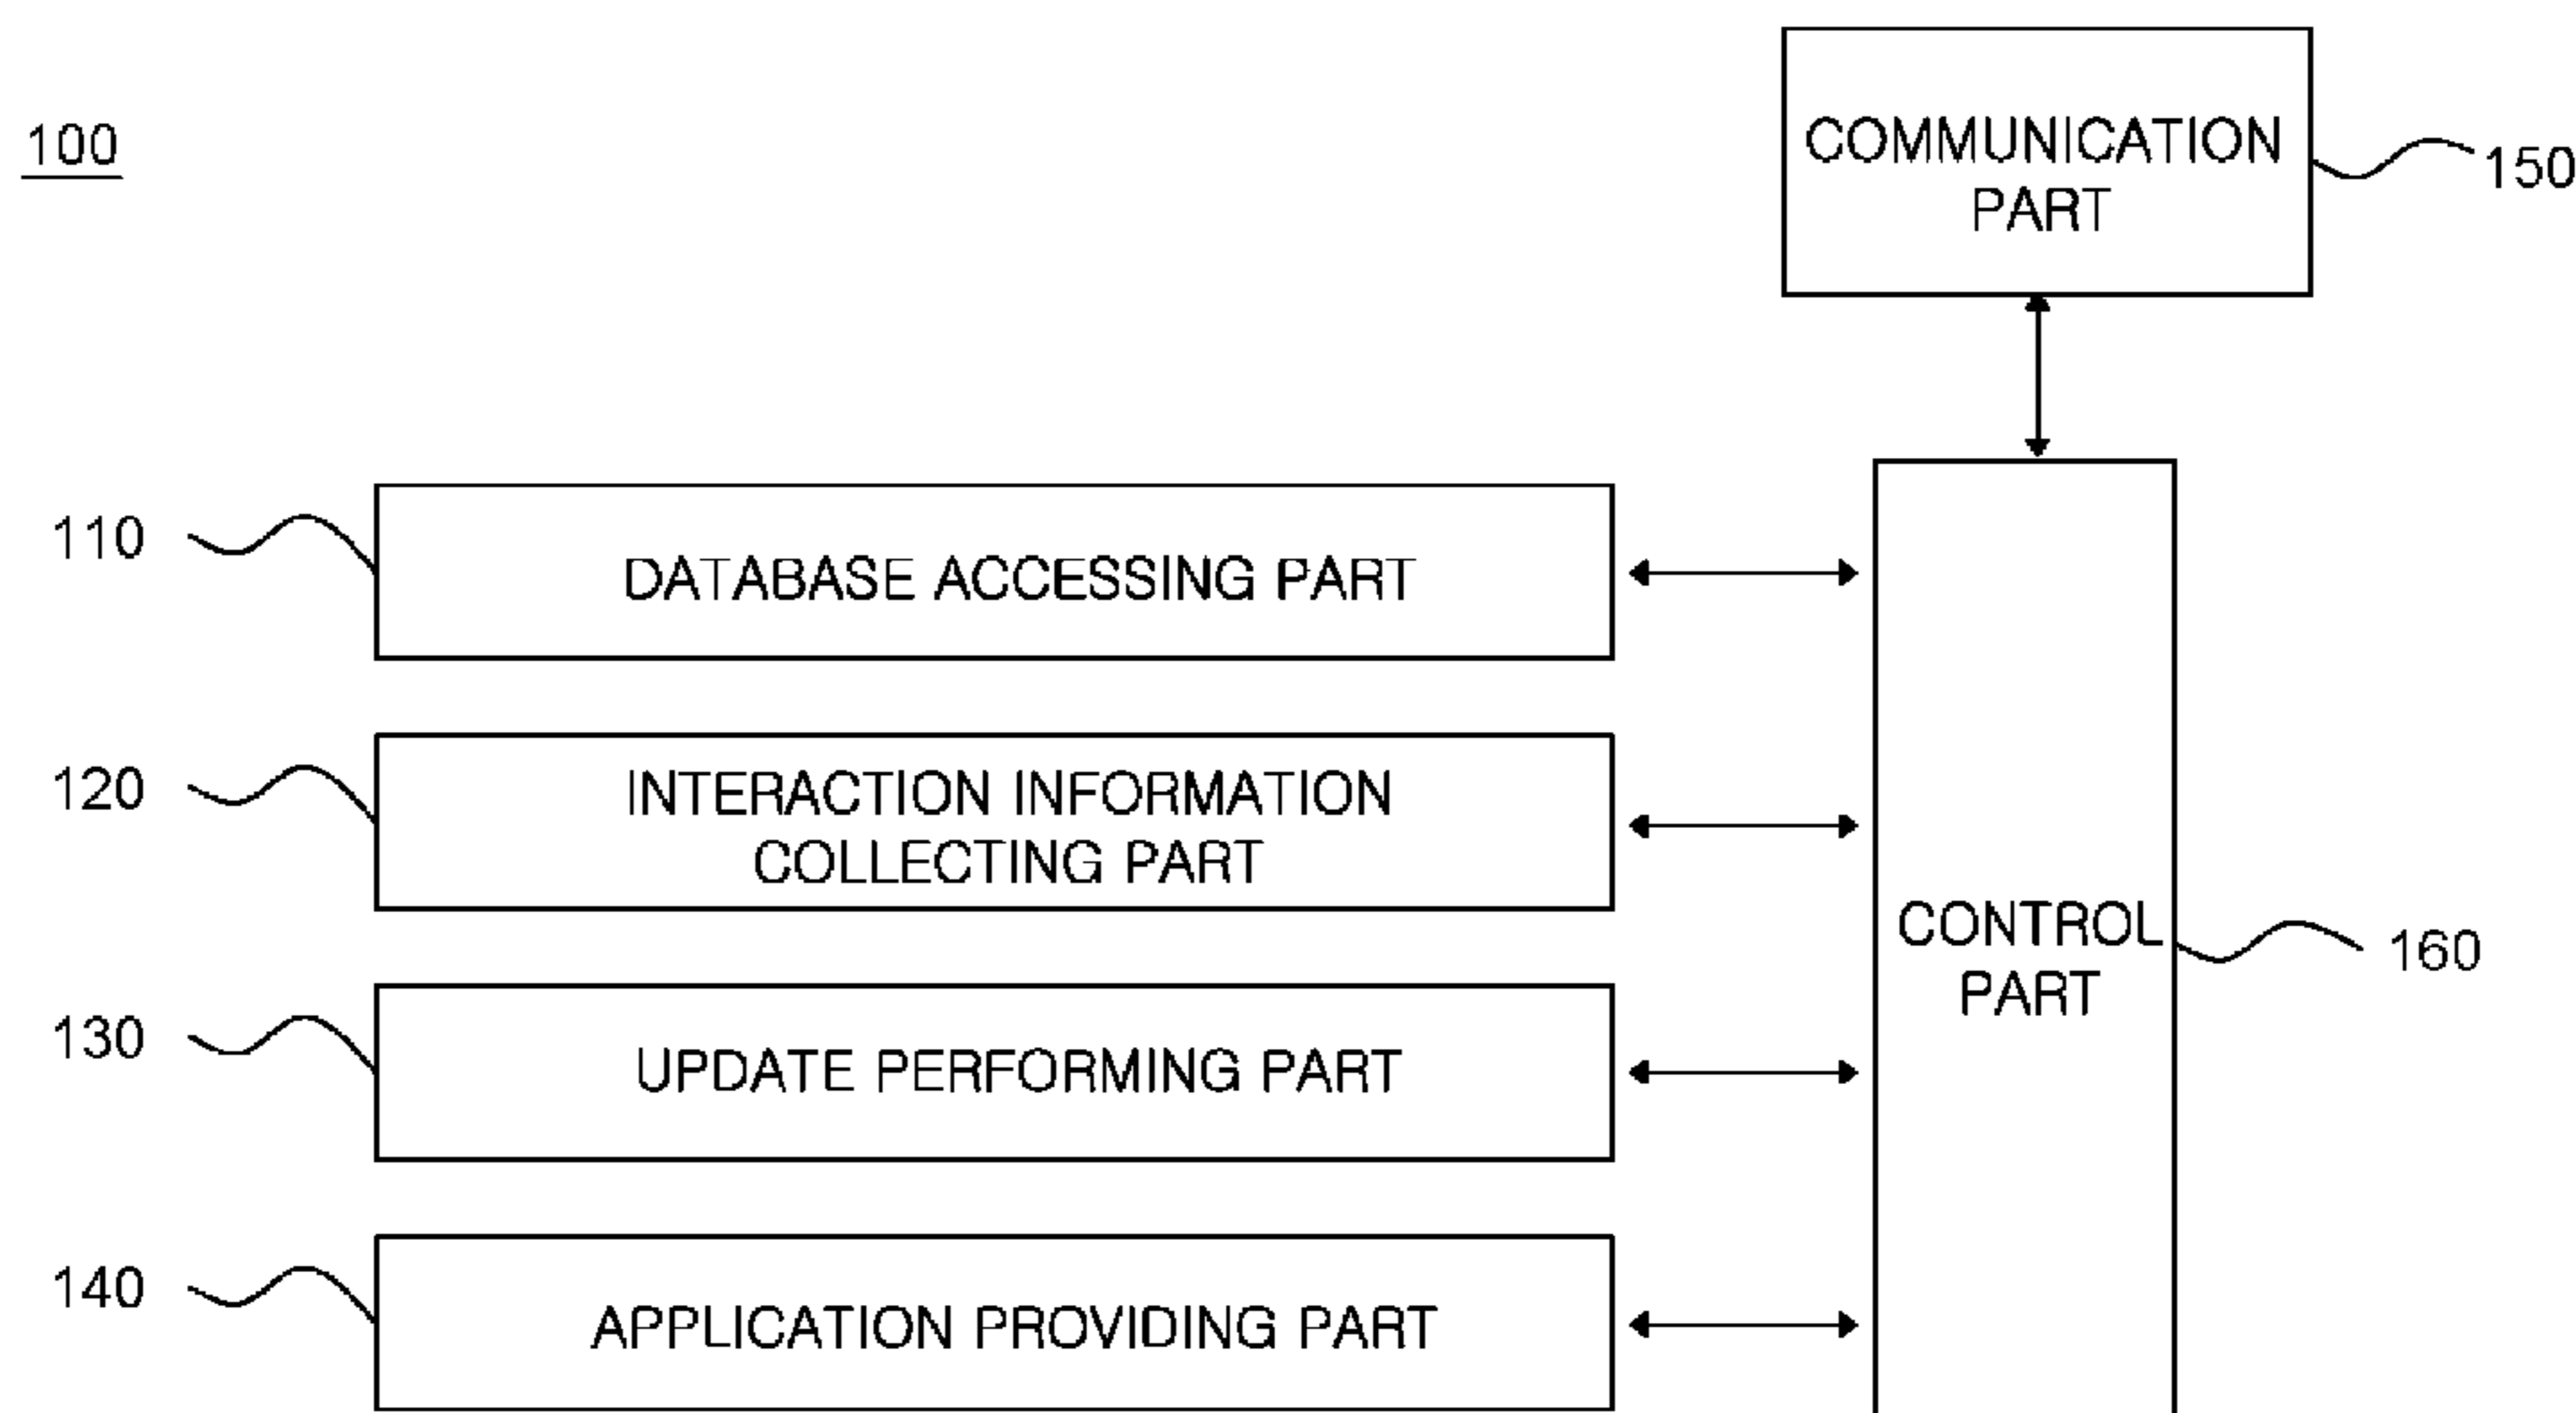 100
COMMUNICATION
PART
150
110
DATABASE ACCESSING PART
120
INTERACTION INFORMATION
COLLECTING PART
CONTROL
PART
160
130
UPDATE PERFORMING PART
140
APPLICATION PROVIDING PART